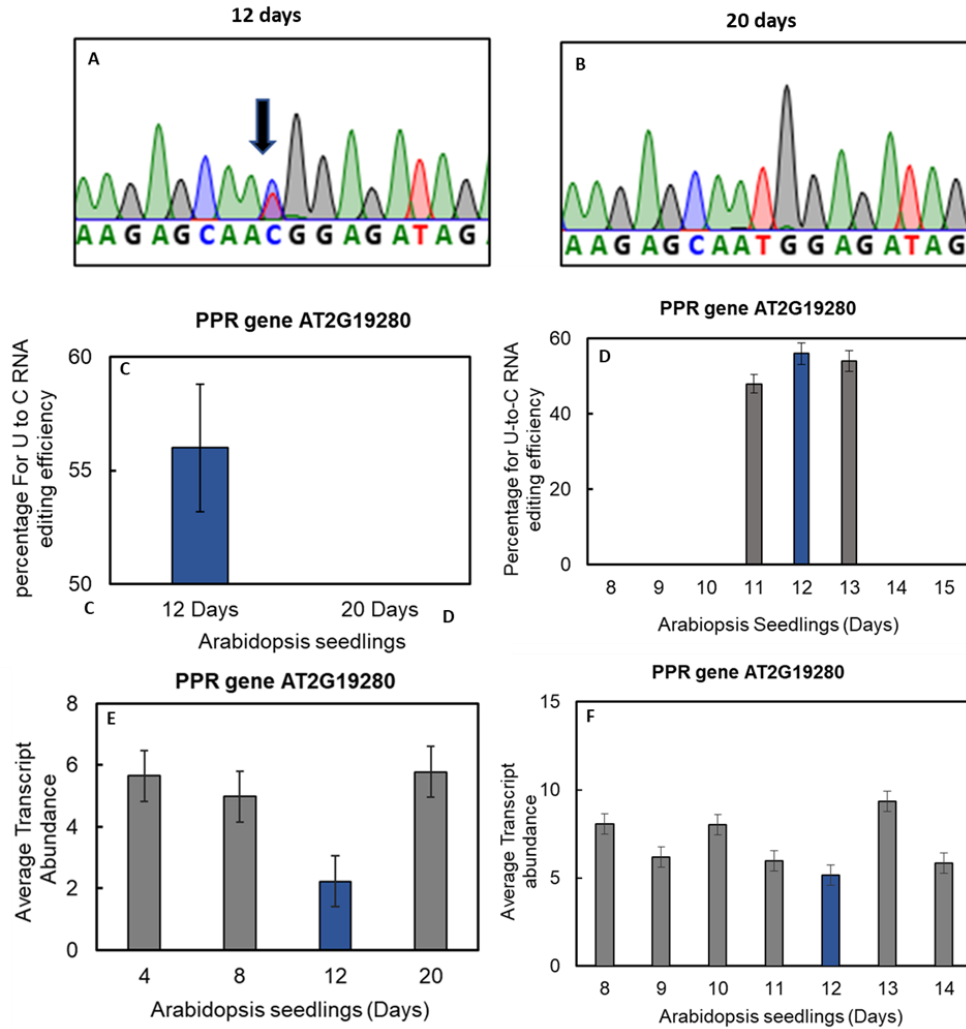 12 days
20 days
A
B
A A G A G C A A C G G A G A T A G A
A A G A G C A A T G G A G A T A G
PPR gene AT2G19280
PPR gene AT2G19280
C
percentage For U to C RNA
editing efficiency
60
55
50
C
12 Days
20 Days
D
Arabidopsis seedlings
D
Percentage for U-to-C RNA
editing efficiency
60
40
20
0
8 9 10 11 12 13 14 15
Arabiopsis Seedlings (Days)
PPR gene AT2G19280
PPR gene AT2G19280
E
Average Transcript
Abundance
8
6
4
2
0
4 8 12 20
Arabidopsis seedlings (Days)
F
Average Transcript
abundance
15
10
5
0
8 9 10 11 12 13 14
Arabidopsis seedlings (Days)